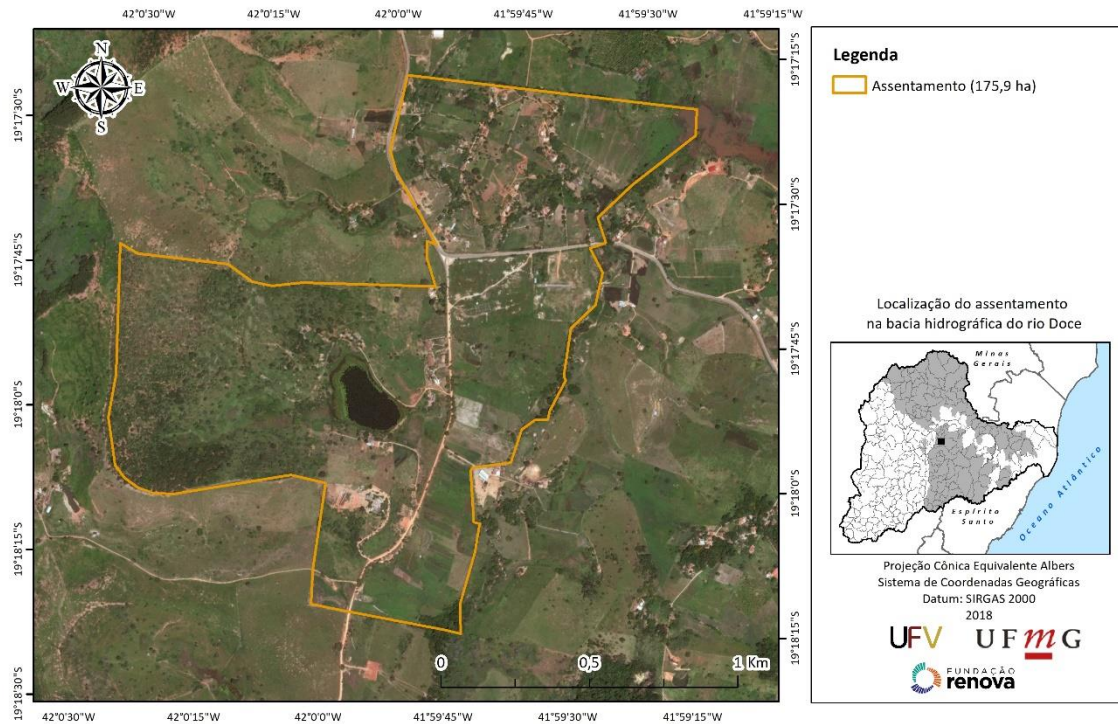 42°0'30"W 42°0'15"W 42°0'0"W 41°59'45"W 41°59'30"W 41°59'15"W
N
W E
S
19°17'30"S
19°17'45"S
19°18'0"S
19°18'15"S
19°18'30"S
19°17'15"S
19°17'30"S
19°17'45"S
19°18'0"S
19°18'15"S
0 0,5 1 Km
42°0'30"W 42°0'15"W 42°0'0"W 41°59'45"W 41°59'30"W 41°59'15"W
Legenda
Assentamento (175,9 ha)
Localização do assentamento
na bacia hidrográfica do rio Doce
Minas
Gerais
Espírito
Santo
Oceano Atlântico
Projeção Cônica Equivalente Albers
Sistema de Coordenadas Geográficas
Datum: SIRGAS 2000
2018
UFV UFmG
FUNDAÇÃO
renova